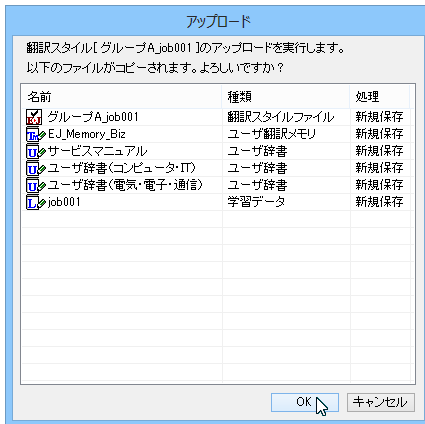 アップロード
翻訳スタイル[ グループA_job001 ]のアップロードを実行します。
以下のファイルがコピーされます。よろしいですか？
名前 種類 処理
グループA_job001 翻訳スタイルファイル 新規保存
EJ_Memory_Biz ユーザ翻訳メモリ 新規保存
サービスマニュアル ユーザ辞書 新規保存
ユーザ辞書(コンピュータ・IT) ユーザ辞書 新規保存
ユーザ辞書(電気・電子・通信) ユーザ辞書 新規保存
job001 学習データ 新規保存
OK キャンセル